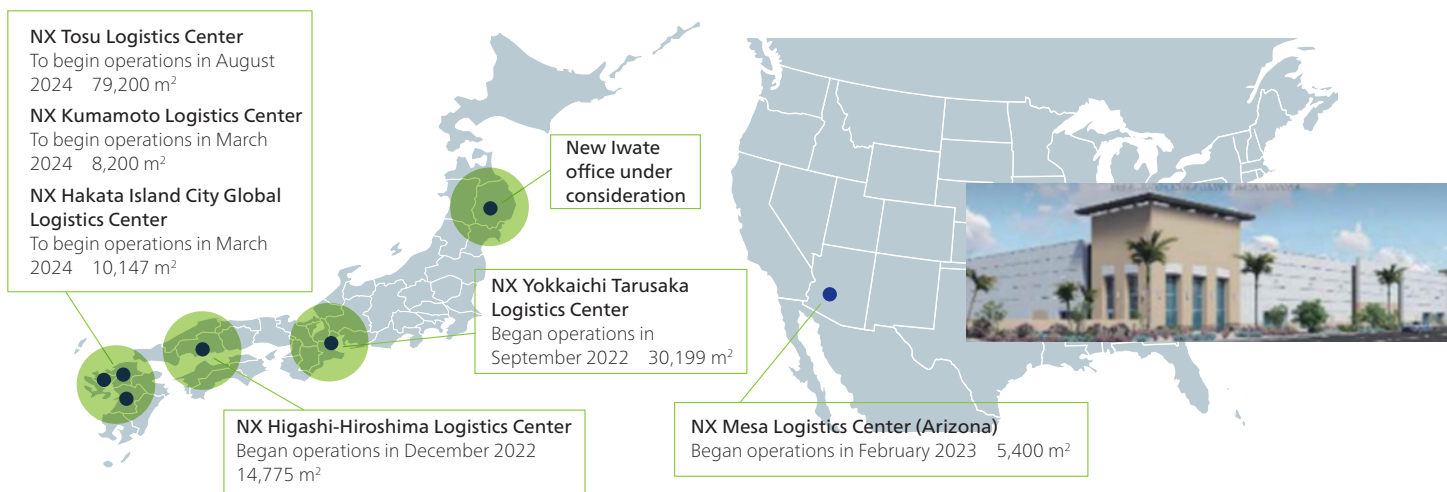 NX Tosu Logistics Center
To begin operations in August
2024 79,200 m²
NX Kumamoto Logistics Center
To begin operations in March
2024 8,200 m²
NX Hakata Island City Global
Logistics Center
To begin operations in March
2024 10,147 m²
New Iwate
office under
consideration
NX Yokkaichi Tarusaka
Logistics Center
Began operations in
September 2022 30,199 m²
NX Higashi-Hiroshima Logistics Center
Began operations in December 2022
14,775 m²
NX Mesa Logistics Center (Arizona)
Began operations in February 2023 5,400 m²